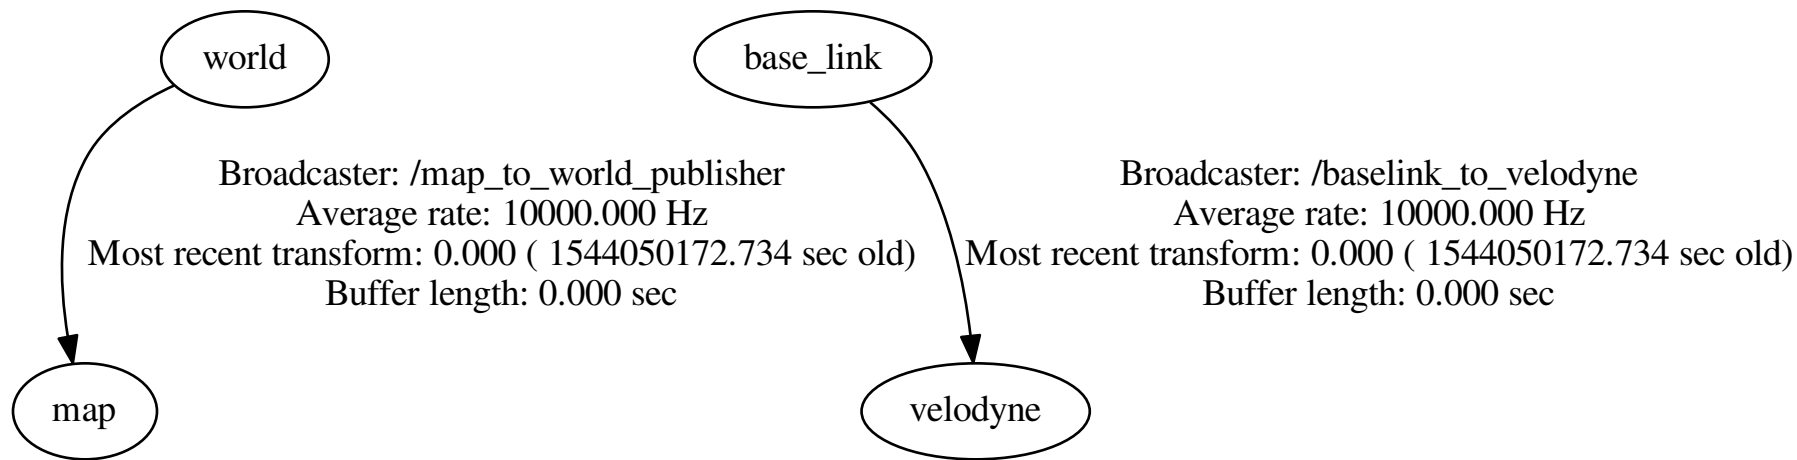 world
base_link
Broadcaster: /map_to_world_publisher
Average rate: 10000.000 Hz
Most recent transform: 0.000 ( 1544050172.734 sec old)
Buffer length: 0.000 sec
Broadcaster: /baselink_to_velodyne
Average rate: 10000.000 Hz
Most recent transform: 0.000 ( 1544050172.734 sec old)
Buffer length: 0.000 sec
map
velodyne